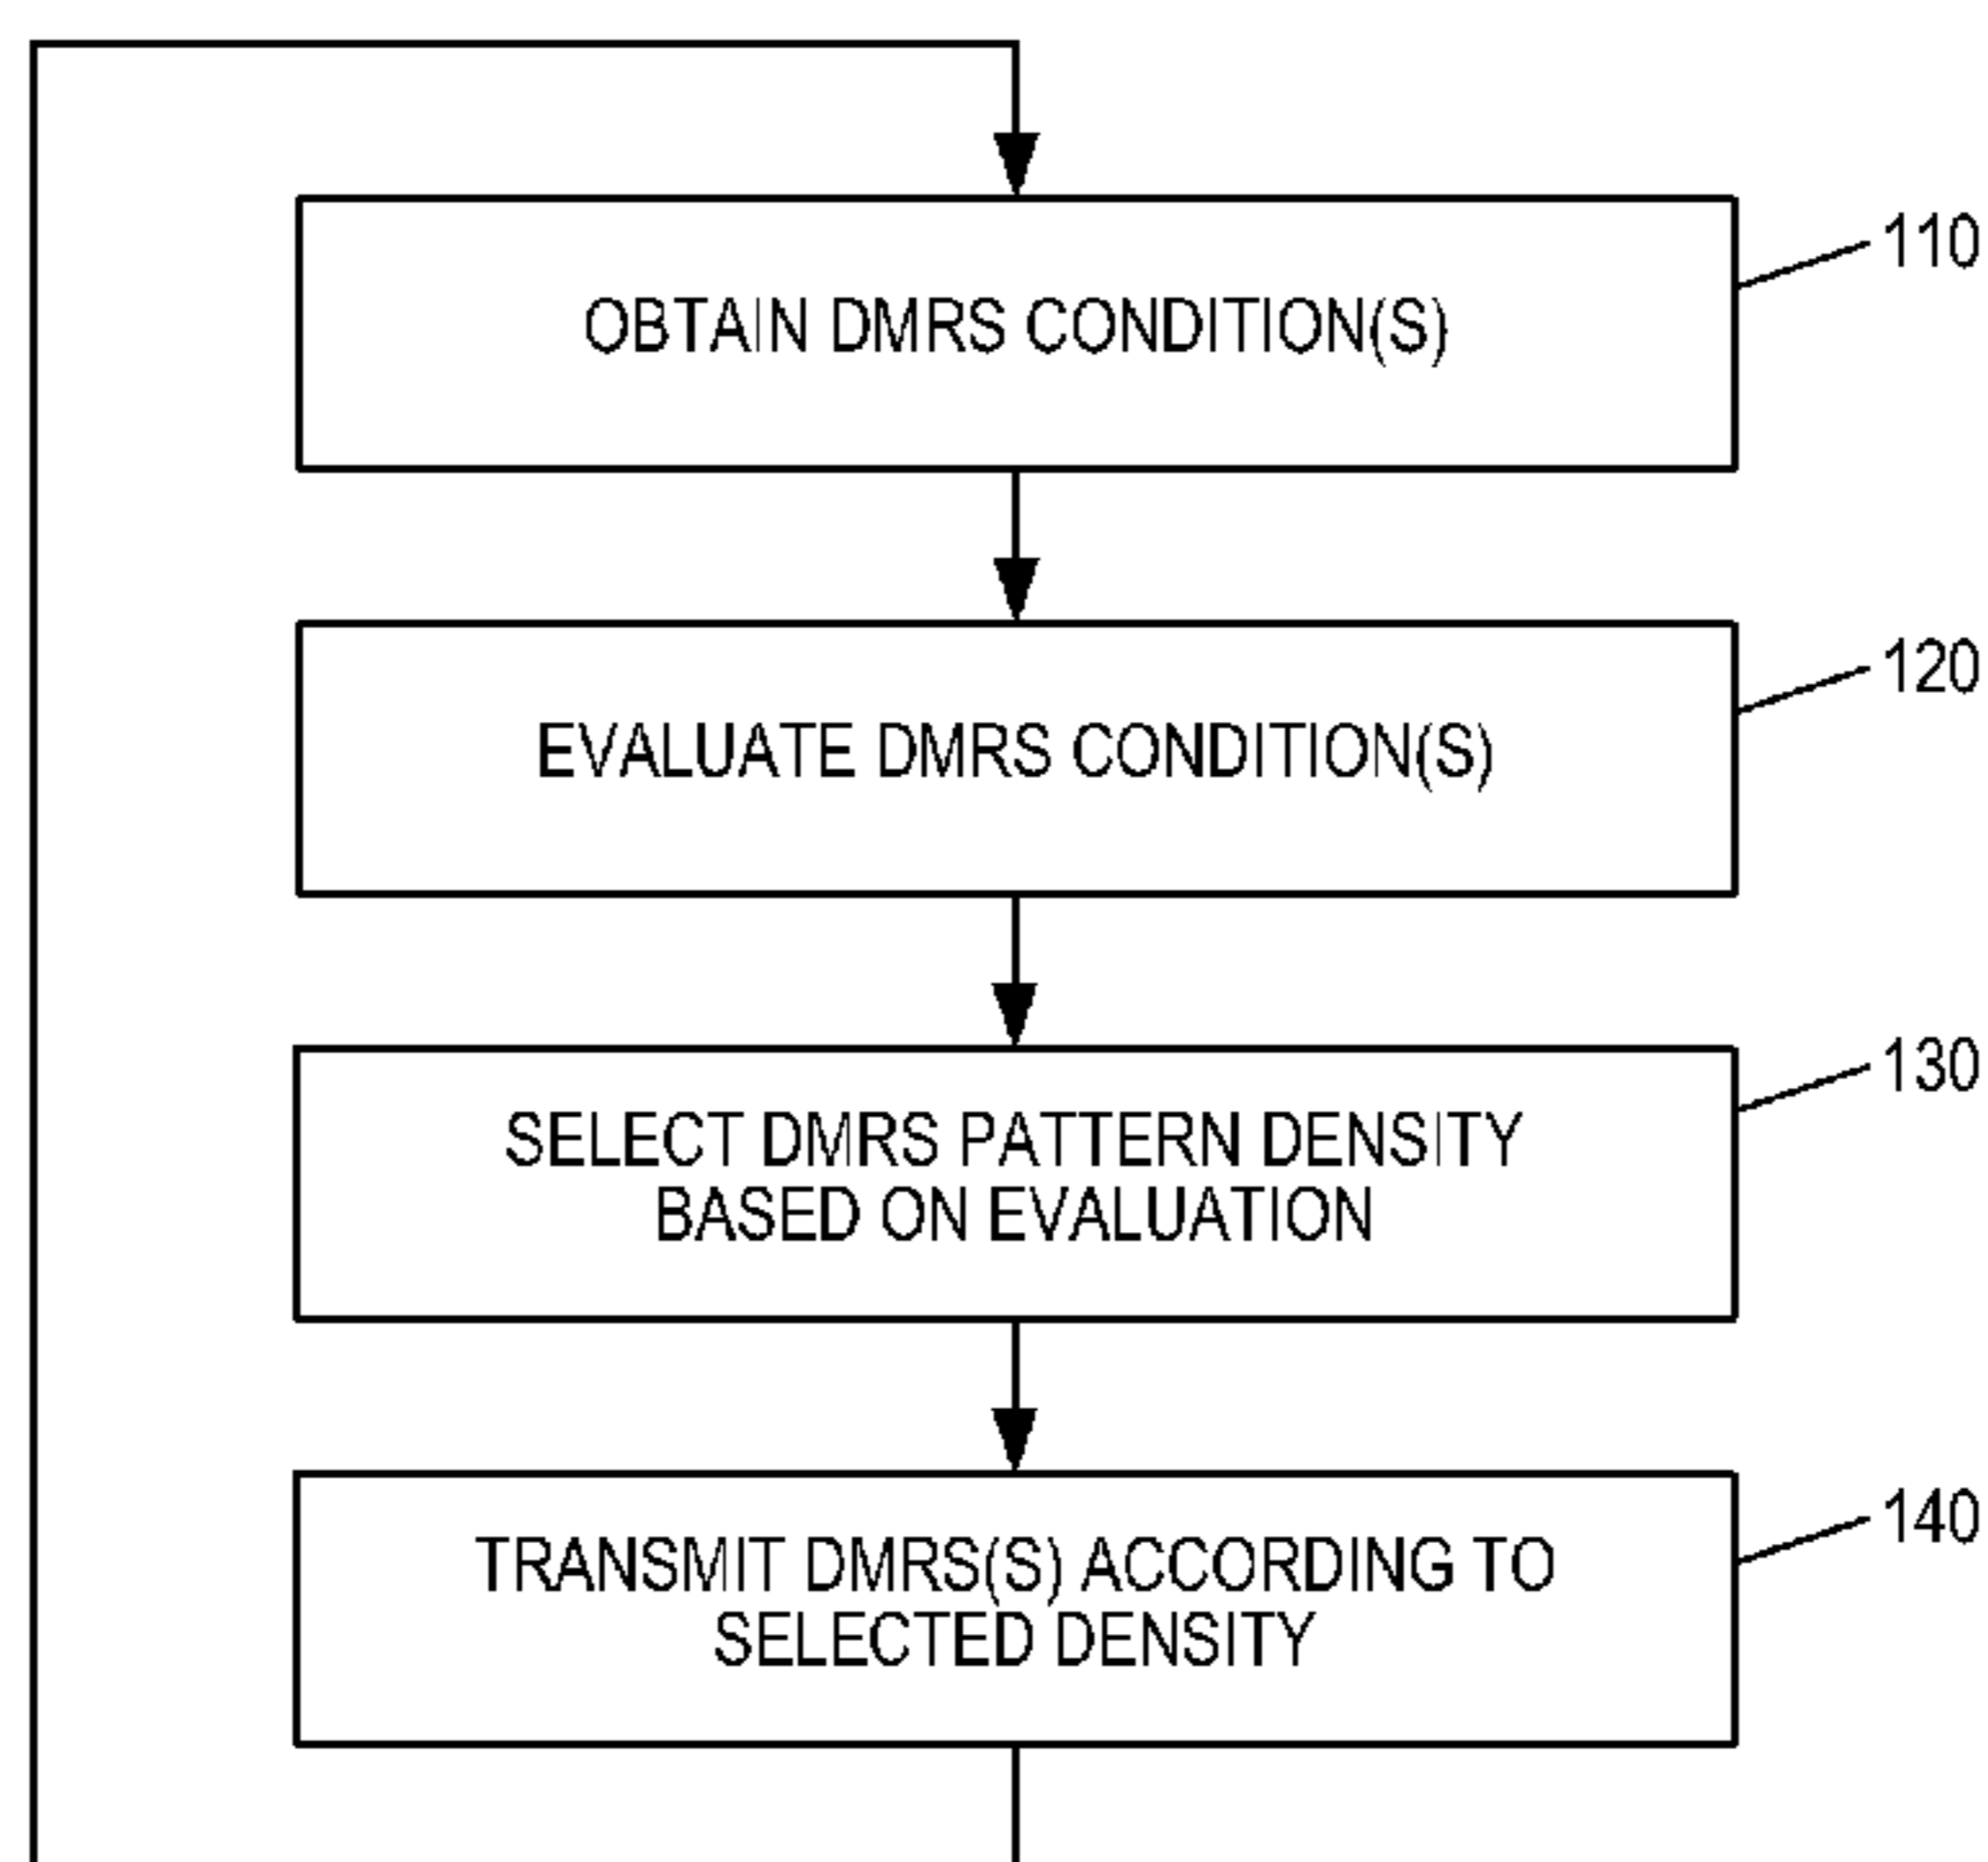 OBTAIN DMRS CONDITION(S)
110
EVALUATE DMRS CONDITION(S)
120
SELECT DMRS PATTERN DENSITY
BASED ON EVALUATION
130
TRANSMIT DMRS(S) ACCORDING TO
SELECTED DENSITY
140